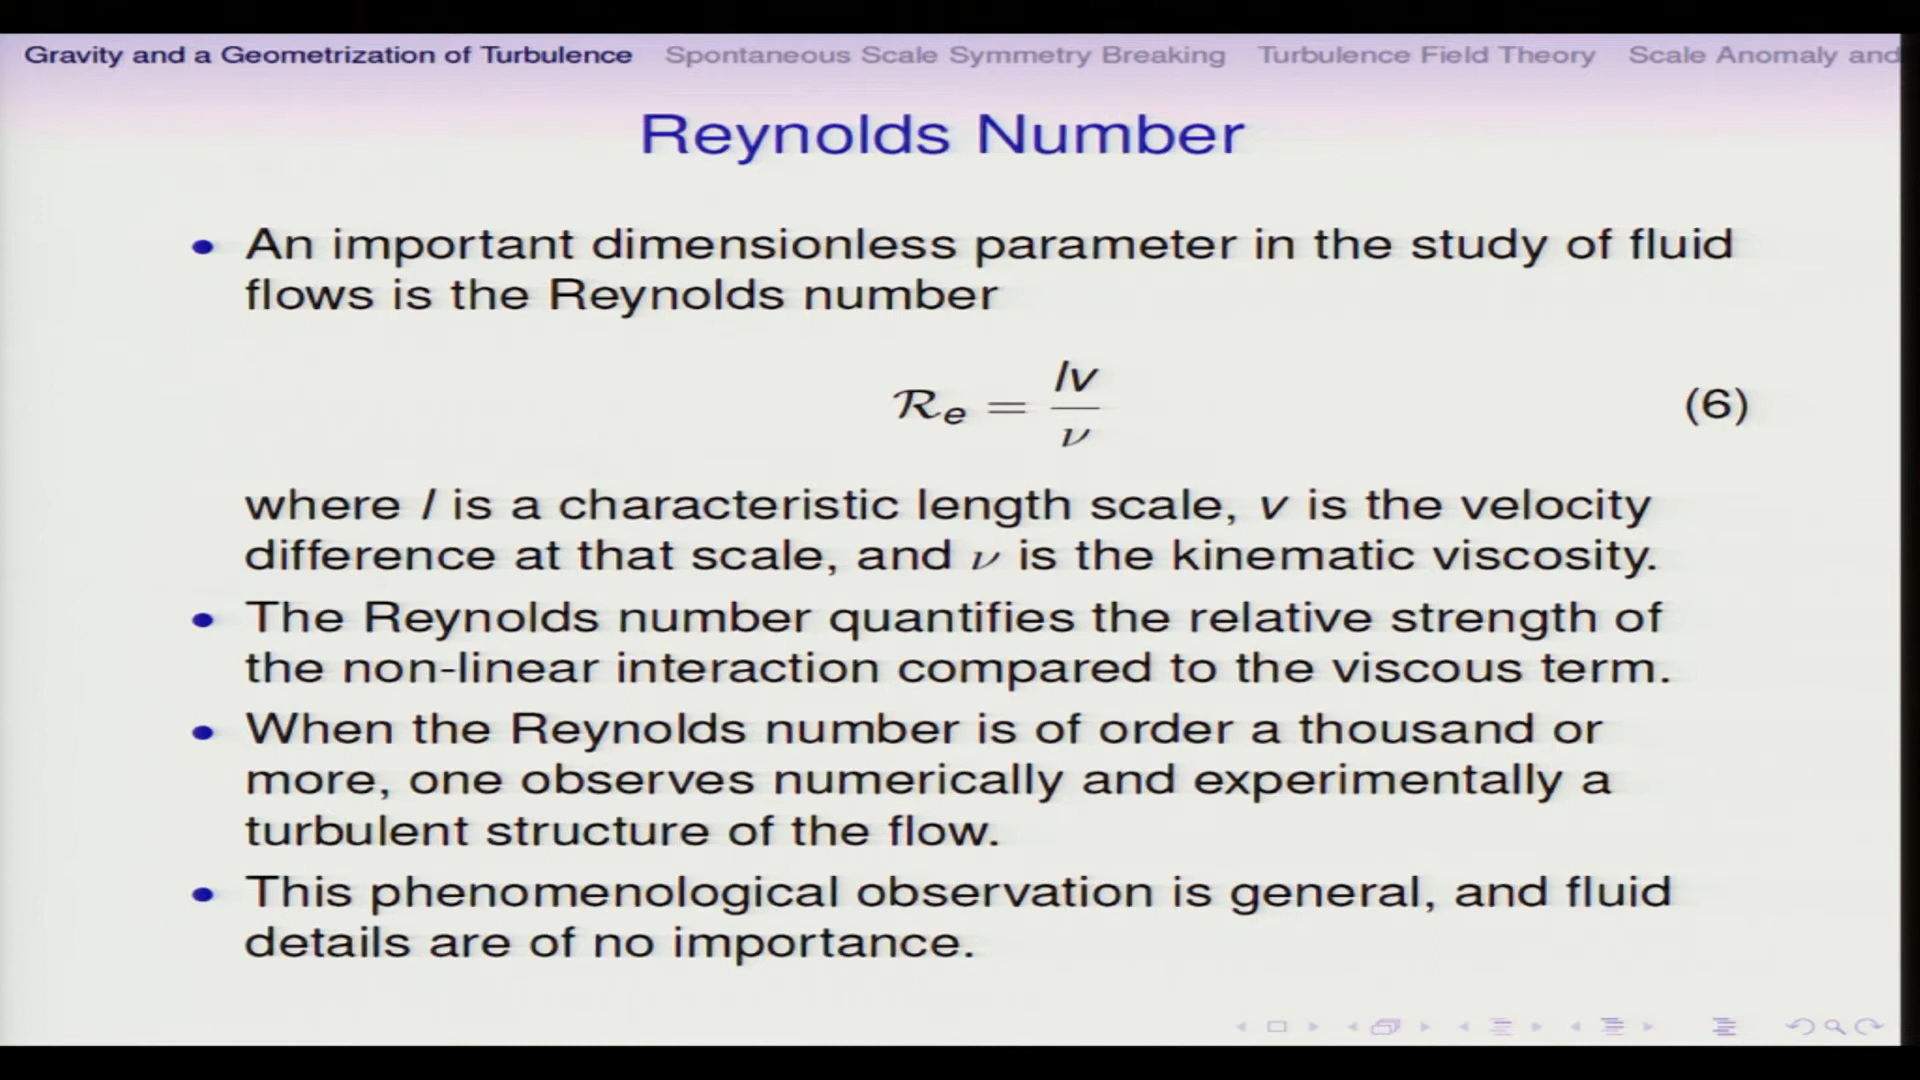 Gravity and a Geometrization of Turbulence Spontaneous Scale Symmetry Breaking Turbulence Field Theory Scale Anomaly and
Reynolds Number
• An important dimensionless parameter in the study of fluid
flows is the Reynolds number
ℛₑ = lv/ν (6)
where l is a characteristic length scale, v is the velocity
difference at that scale, and ν is the kinematic viscosity.
• The Reynolds number quantifies the relative strength of
the non-linear interaction compared to the viscous term.
• When the Reynolds number is of order a thousand or
more, one observes numerically and experimentally a
turbulent structure of the flow.
• This phenomenological observation is general, and fluid
details are of no importance.